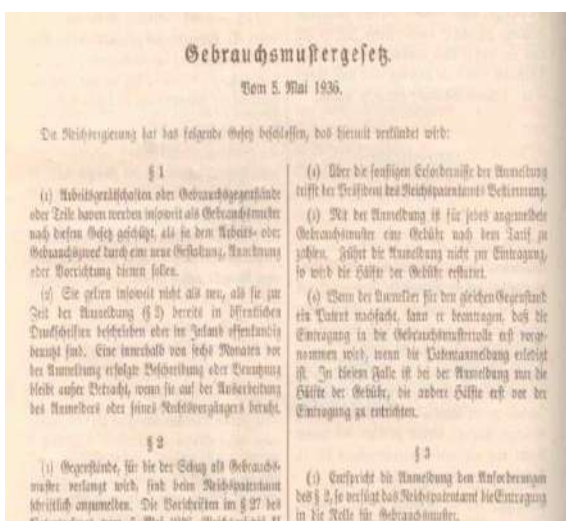 Gebrauchsmustergesetz.
Vom 5. Mai 1936.
Die Reichsregierung hat das folgende Gesetz beschlossen, das hiermit verkündet wird:
§ 1
(1) Arbeitsgerätschaften oder Gebrauchsgegenstände
oder Teile davon werden insoweit als Gebrauchsmuster
nach diesem Gesetz geschützt, als sie dem Arbeits- oder
Gebrauchszweck durch eine neue Gestaltung, Anordnung
oder Vorrichtung dienen sollen.
(2) Sie gelten insoweit nicht als neu, als sie zur
Zeit der Anmeldung (§ 2) bereits in öffentlichen
Druckschriften beschrieben oder im Inland offenkundig
benutzt sind. Eine innerhalb von sechs Monaten vor
der Anmeldung erfolgte Beschreibung oder Benutzung
bleibt außer Betracht, wenn sie auf der Ausarbeitung
des Anmelders oder seines Rechtsvorgängers beruht.
§ 2
(1) Gegenstände, für die der Schutz als Gebrauchs-
muster verlangt wird, sind beim Reichspatentamt
schriftlich anzumelden. Die Vorschriften im § 27 des
(4) Über die sonstigen Erfordernisse der Anmeldung
trifft der Präsident des Reichspatentamts Bestimmung.
(5) Mit der Anmeldung ist für jedes angemeldete
Gebrauchsmuster eine Gebühr nach dem Tarif zu
zahlen. Führt die Anmeldung nicht zur Eintragung,
so wird die Hälfte der Gebühr erstattet.
(6) Wenn der Anmelder für den gleichen Gegenstand
ein Patent nachsucht, kann er beantragen, daß die
Eintragung in die Gebrauchsmusterrolle erst vorge-
nommen wird, wenn die Patentanmeldung erledigt
ist. In diesem Falle ist bei der Anmeldung nur die
Hälfte der Gebühr, die andere Hälfte erst vor der
Eintragung zu entrichten.
§ 3
(1) Entspricht die Anmeldung den Anforderungen
des § 2, so verfügt das Reichspatentamt die Eintragung
in die Rolle für Gebrauchsmuster.